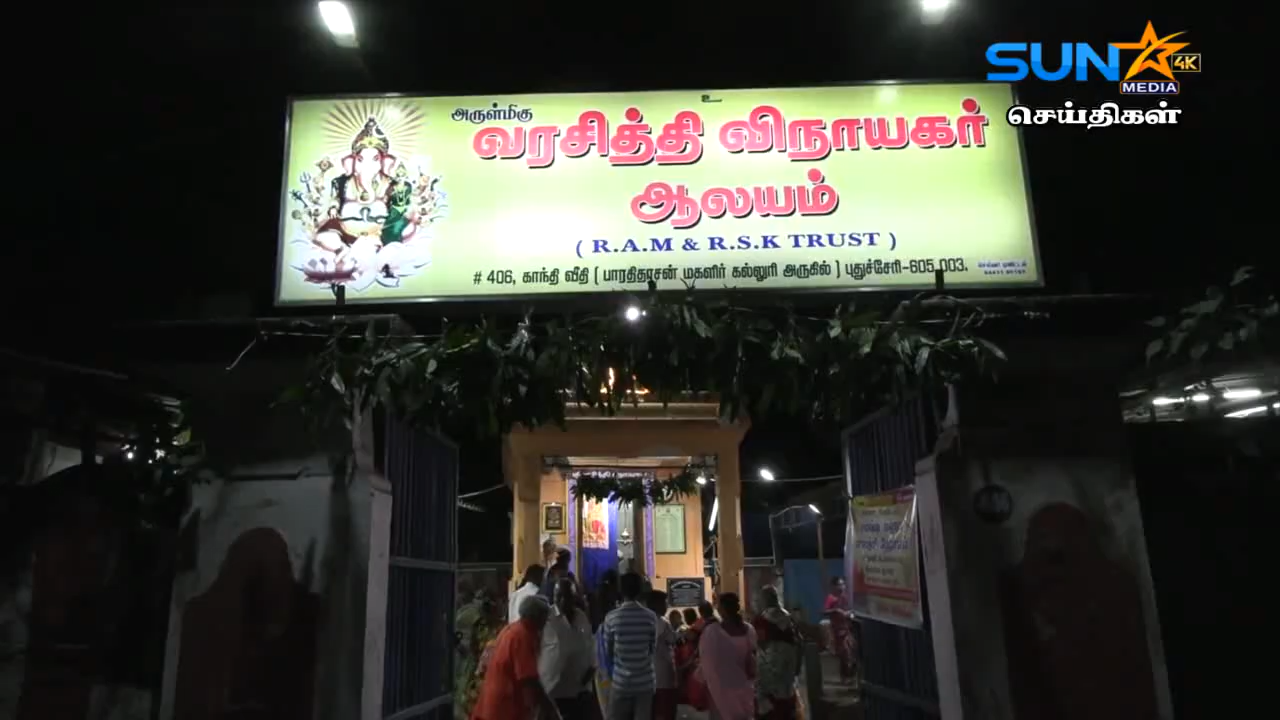 SUN 4K
MEDIA
செய்திகள்
உ
அருள்மிகு
வரசித்தி விநாயகர்
ஆலயம்
( R.A.M & R.S.K TRUST )
# 406, காந்தி வீதி ( பாரதிதாசன் மகளிர் கல்லூரி அருகில் ) புதுச்சேரி-605 003.